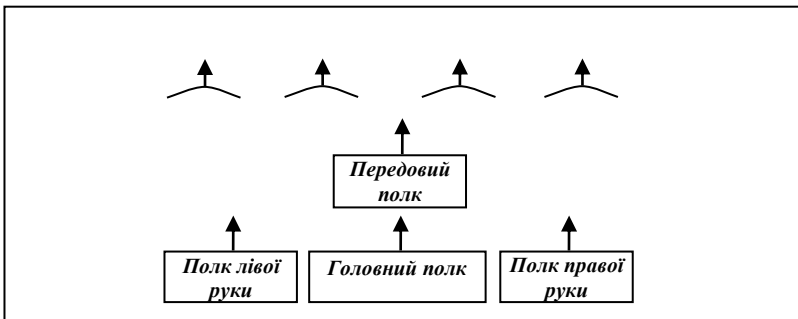 Передовий
полк
Полк лівої
руки
Головний полк
Полк правої
руки